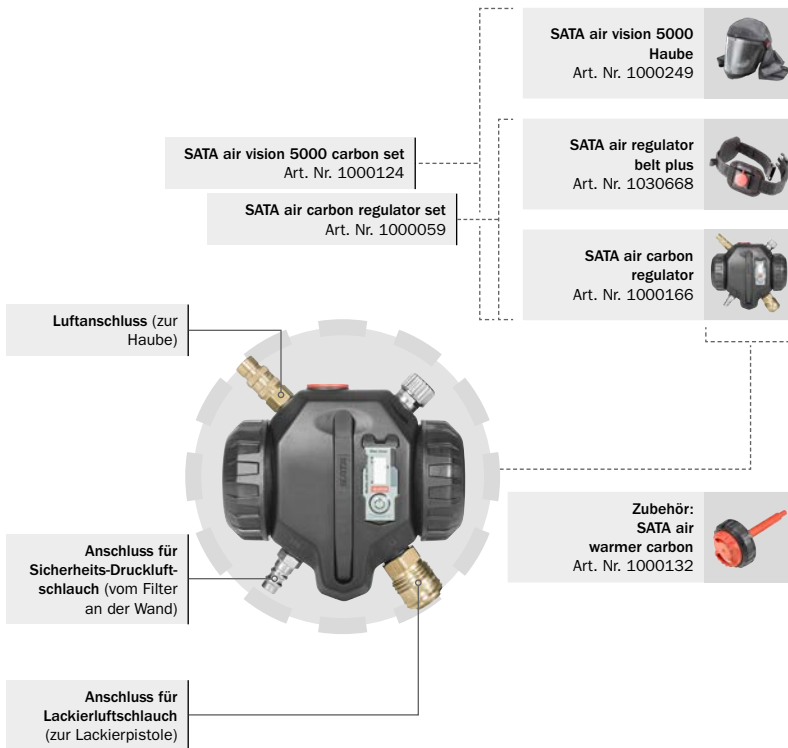 SATA air vision 5000
Haube
Art. Nr. 1000249
SATA air vision 5000 carbon set
Art. Nr. 1000124
SATA air regulator
belt plus
Art. Nr. 1030668
SATA air carbon regulator set
Art. Nr. 1000059
SATA air carbon
regulator
Art. Nr. 1000166
Luftanschluss (zur
Haube)
SATA
Zubehör:
SATA air
warmer carbon
Art. Nr. 1000132
Anschluss für
Sicherheits-Druckluft-
schlauch (vom Filter
an der Wand)
Anschluss für
Lackierluftschlauch
(zur Lackierpistole)